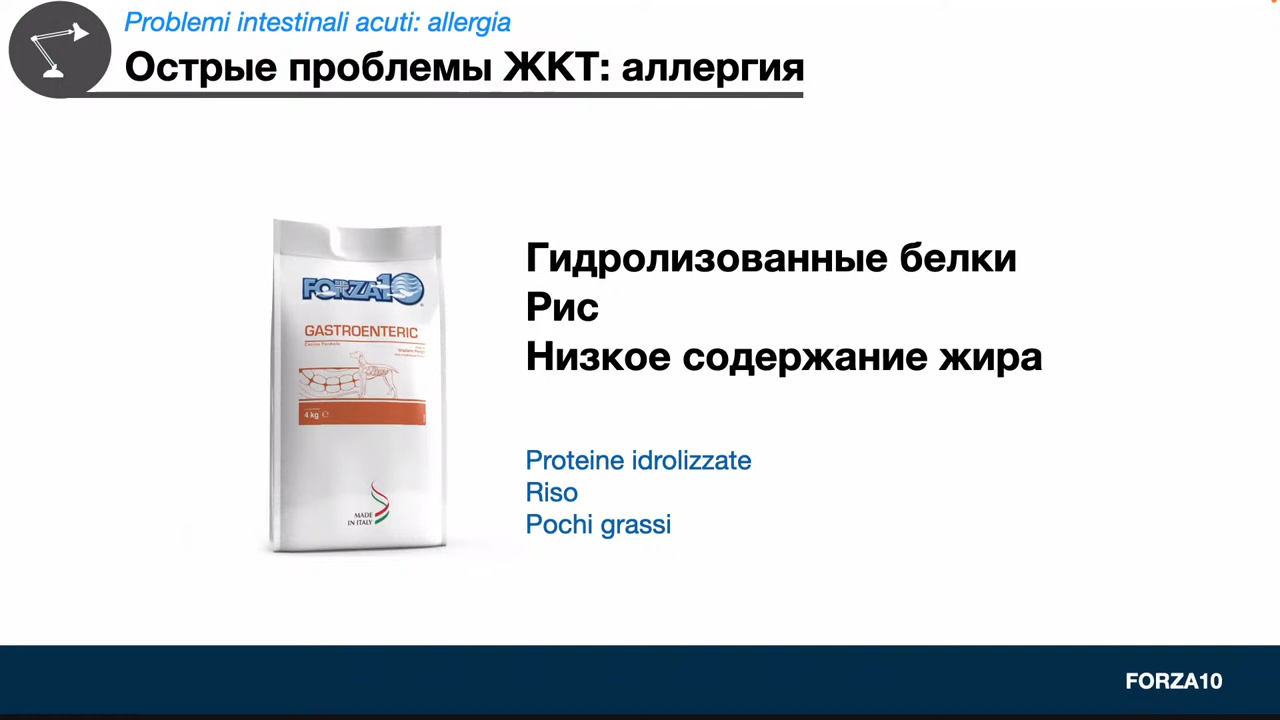 Problemi intestinali acuti: allergia
Острые проблемы ЖКТ: аллергия
FORZA10
GASTROENTERIC
4 kg
MADE
IN ITALY
Гидролизованные белки
Рис
Низкое содержание жира
Proteine idrolizzate
Riso
Pochi grassi
FORZA10